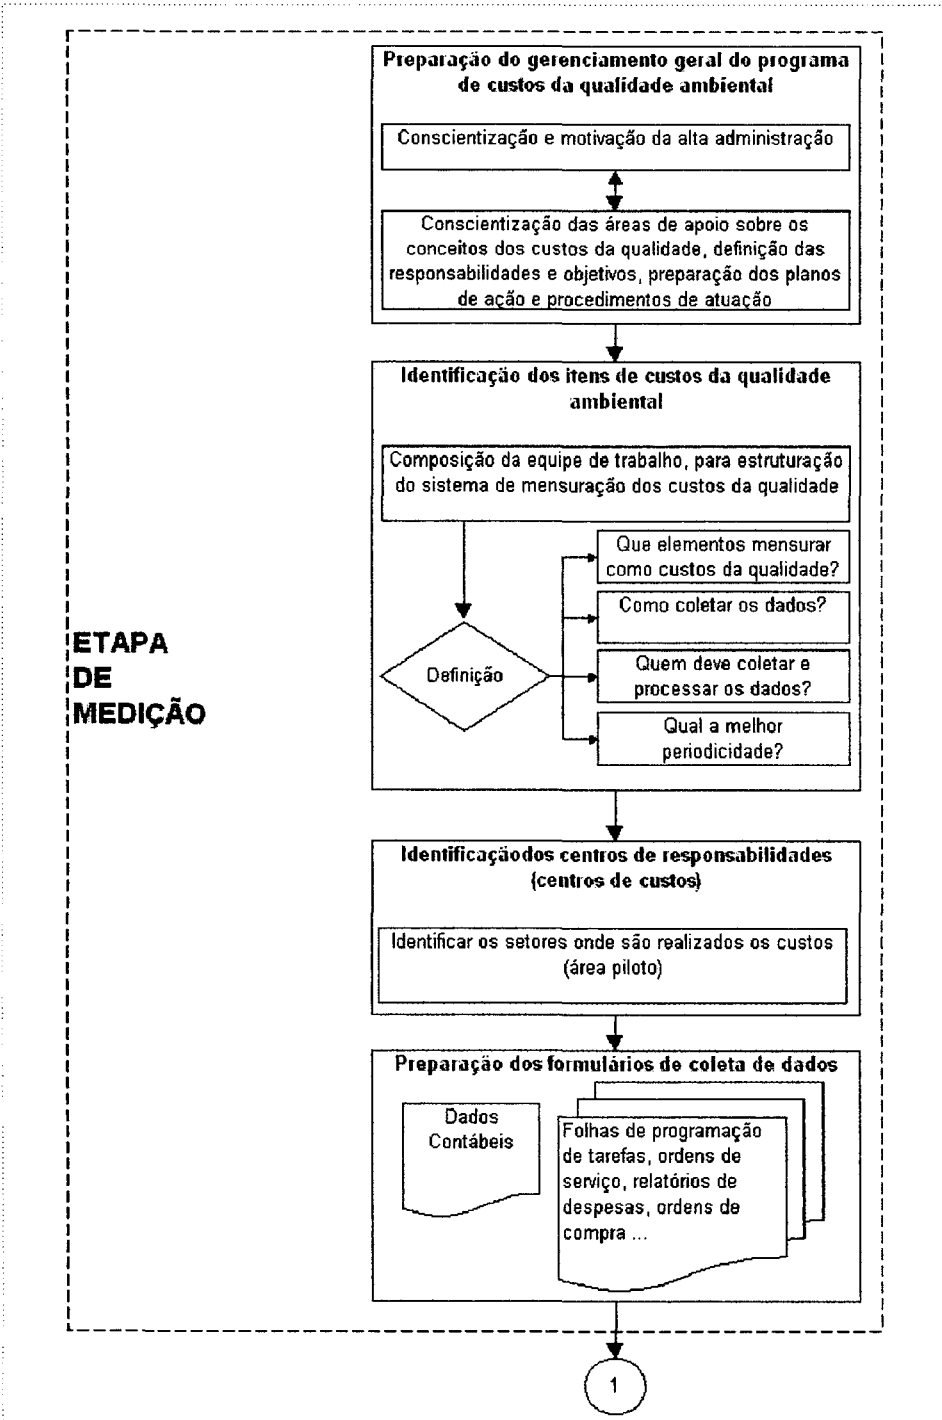 Preparação do gerenciamento geral do programa
de custos da qualidade ambiental
Conscientização e motivação da alta administração
Conscientização das áreas de apoio sobre os
conceitos dos custos da qualidade, definição das
responsabilidades e objetivos, preparação dos planos
de ação e procedimentos de atuação
Identificação dos itens de custos da qualidade
ambiental
Composição da equipe de trabalho, para estruturação
do sistema de mensuração dos custos da qualidade
Que elementos mensurar
como custos da qualidade?
Como coletar os dados?
Definição
Quem deve coletar e
processar os dados?
Qual a melhor
periodicidade?
ETAPA
DE
MEDIÇÃO
Identificaçãodos centros de responsabilidades
(centros de custos)
Identificar os setores onde são realizados os custos
(área piloto)
Preparação dos formulários de coleta de dados
Dados
Contábeis
Folhas de programação
de tarefas, ordens de
serviço, relatórios de
despesas, ordens de
compra ...
1